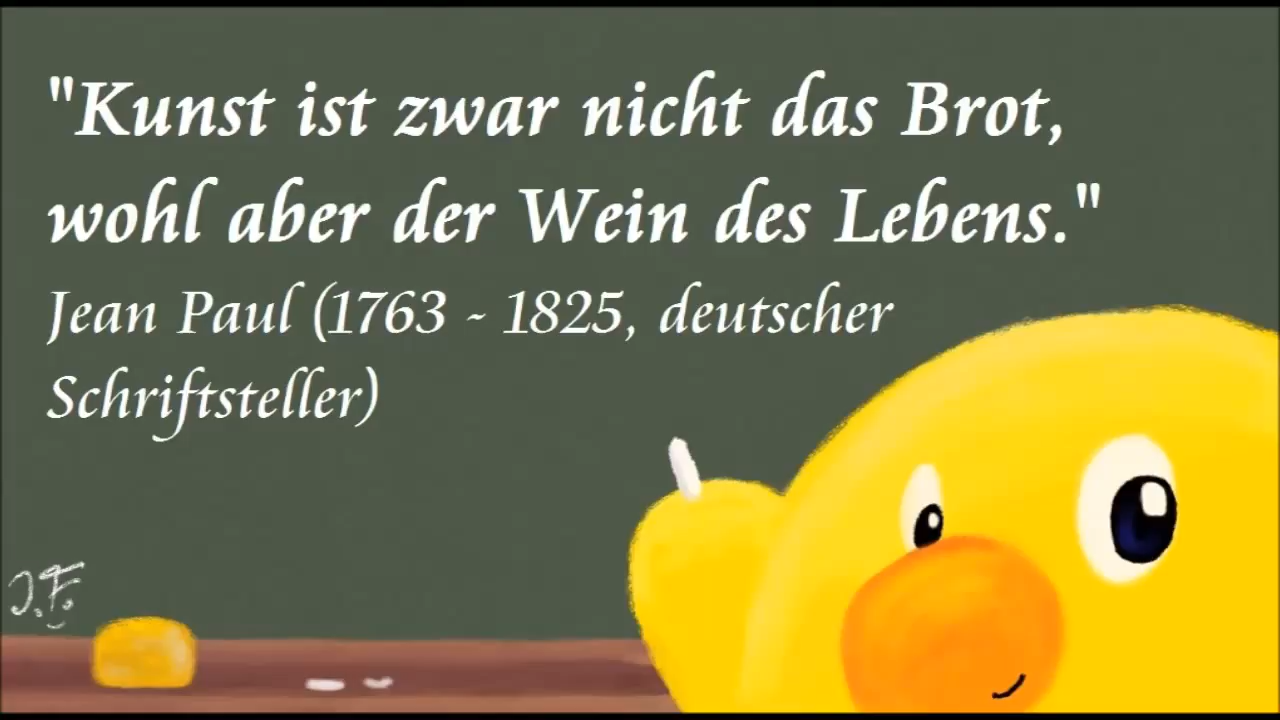 "Kunst ist zwar nicht das Brot,
wohl aber der Wein des Lebens."
Jean Paul (1763 - 1825, deutscher
Schriftsteller)
J.F.